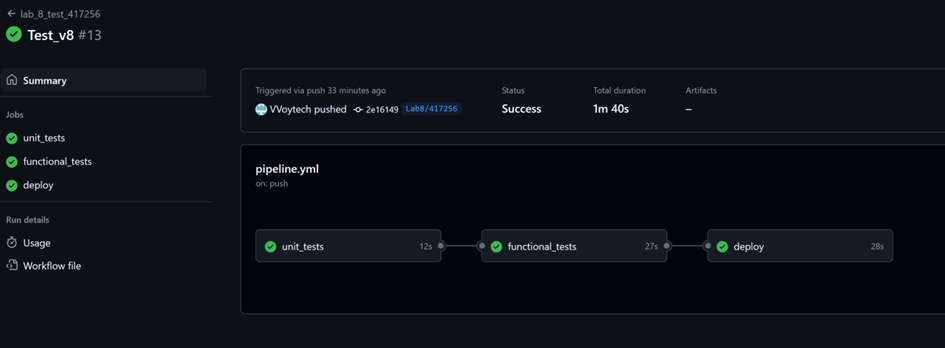 ← lab_8_test_417256
Test_v8 #13
Summary
Jobs
unit_tests
functional_tests
deploy
Run details
Usage
Workflow file
Triggered via push 33 minutes ago
VVoytech pushed 2e16149 Lab8/417256
Status
Success
Total duration
1m 40s
Artifacts
–
pipeline.yml
on: push
unit_tests 12s
functional_tests 27s
deploy 28s